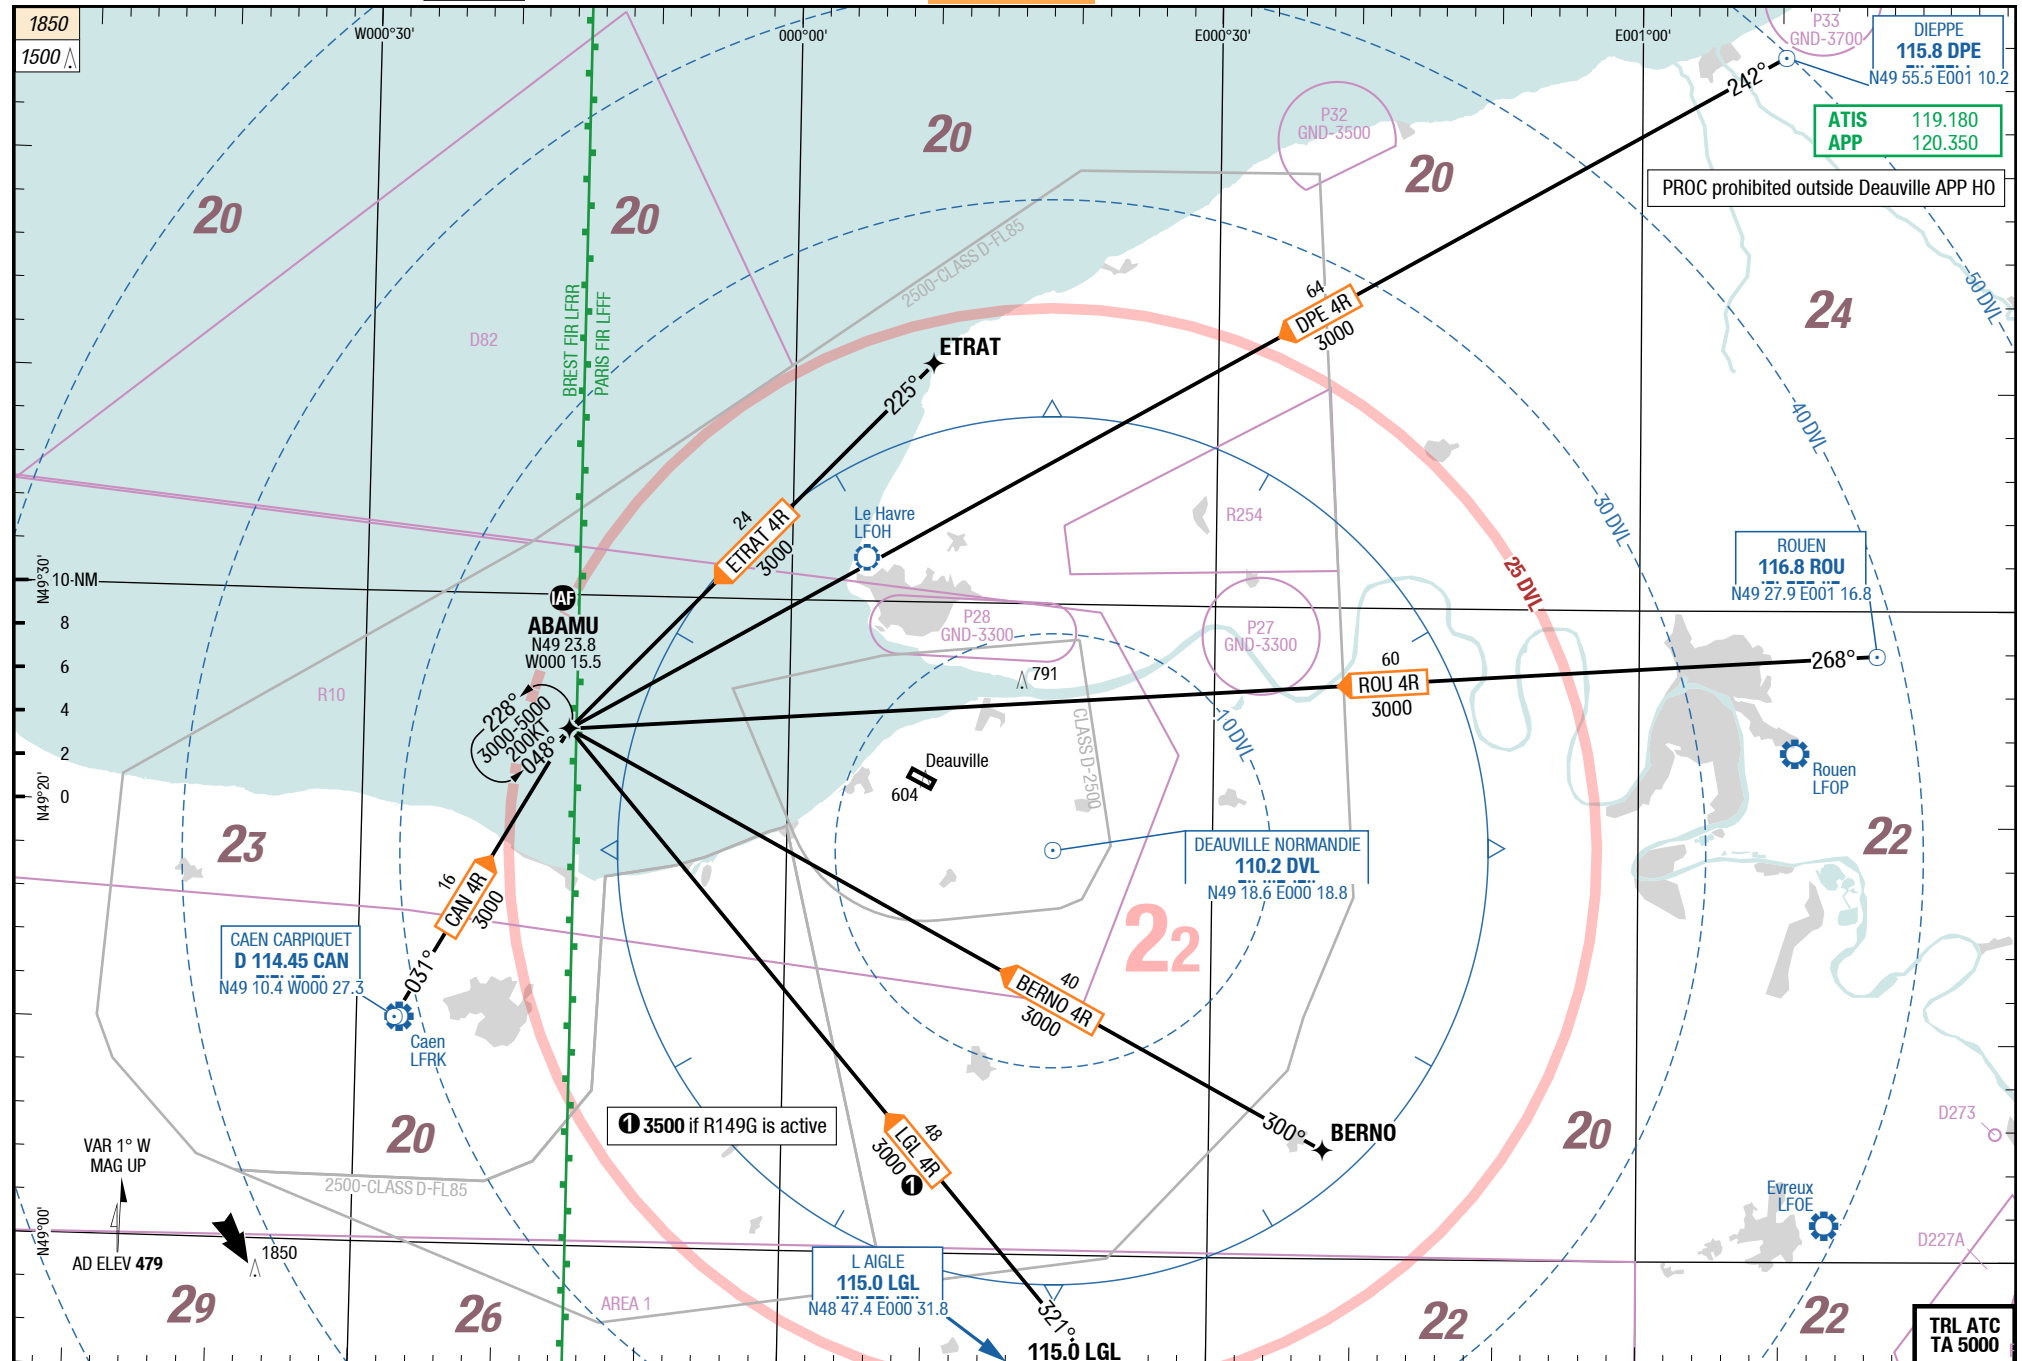 1850
1500
W000°30'
000°00'
E000°30'
E001°00'
P33
GND-3700
DIEPPE
115.8 DPE
N49 55.5 E001 10.2
242°
ATIS 119.180
APP 120.350
PROC prohibited outside Deauville APP HO
P32
GND-3500
20
20
20
20
24
2500-CLASS D-FL85
50 DVL
BREST FIR LFRR
PARIS FIR LFFF
D82
64
DPE 4R
3000
ETRAT
225°
40 DVL
24
ETRAT 4R
3000
Le Havre
LFOH
R254
30 DVL
25 DVL
ROUEN
116.8 ROU
N49 27.9 E001 16.8
N49°30'
10-NM
8
6
4
2
0
N49°20'
IAF
ABAMU
N49 23.8
W000 15.5
P28
GND-3300
P27
GND-3300
R10
228°
3000-5000
200KT
048°
791
60
ROU 4R
3000
268°
CLASS D-2500
10 DVL
Deauville
604
Rouen
LFOP
23
22
DEAUVILLE NORMANDIE
110.2 DVL
N49 18.6 E000 18.8
16
CAN 4R
3000
031°
22
CAEN CARPIQUET
D 114.45 CAN
N49 10.4 W000 27.3
Caen
LFRK
40
BERNO 4R
3000
300°
BERNO
1 3500 if R149G is active
48
LGL 4R
3000 1
20
20
D273
VAR 1° W
MAG UP
2500-CLASS D-FL85
Evreux
LFOE
N49°00'
AD ELEV 479
1850
D227A
L AIGLE
115.0 LGL
N48 47.4 E000 31.8
29
26
AREA 1
321°
115.0 LGL
22
22
TRL ATC
TA 5000